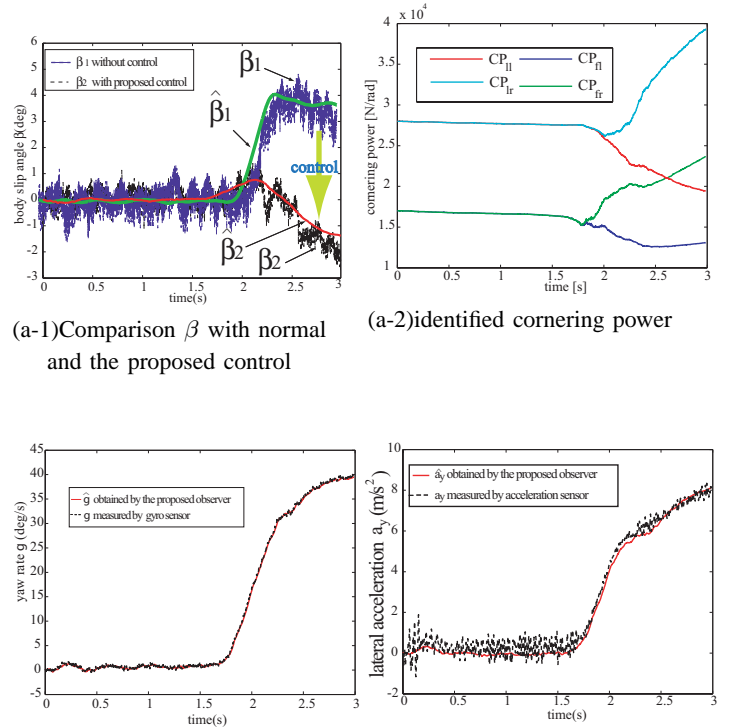 6
5
4
3
2
1
0
-1
-2
-3
0 0.5 1 1.5 2 2.5 3
body slip angle β(deg)
time(s)
β 1 without control
β2 with proposed control
β1
β̂1
control
β̂2
β2
(a-1)Comparison β with normal
and the proposed control
x 10⁴
4
3.5
3
2.5
2
1.5
1
0 0.5 1 1.5 2 2.5 3
cornering power [N/rad]
time [s]
CPll CPfl
CPlr CPfr
(a-2)identified cornering power
45
40
35
30
25
20
15
10
5
0
-5
0 0.5 1 1.5 2 2.5 3
yaw rate g (deg/s)
time(s)
ĝ obtained by the proposed observer
g measured by gyro sensor
10
8
6
4
2
0
-2
0 0.5 1 1.5 2 2.5 3
lateral acceleration ay (m/s²)
time(s)
ây obtained by the proposed observer
ay measured by acceleration sensor